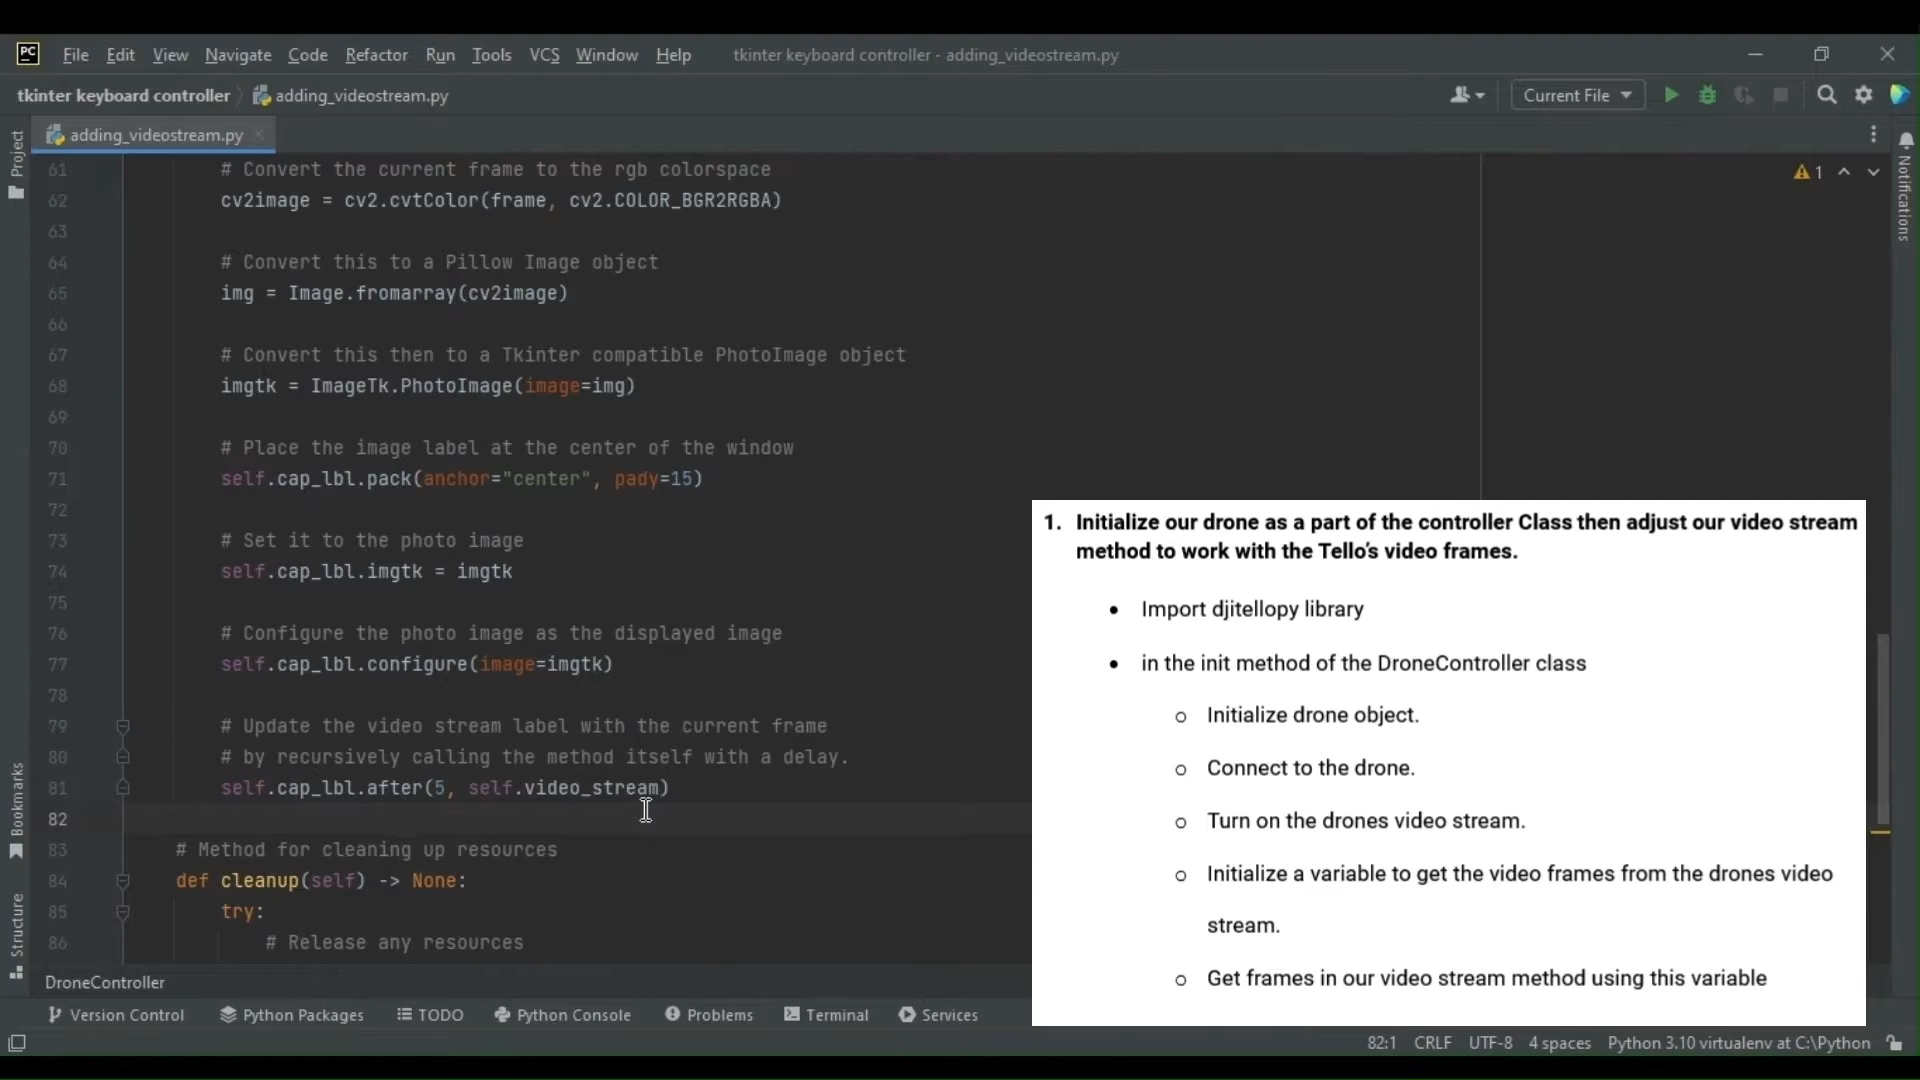 PC File Edit View Navigate Code Refactor Run Tools VCS Window Help tkinter keyboard controller - adding_videostream.py
tkinter keyboard controller adding_videostream.py Current File
adding_videostream.py
Project
Notifications
1
61 # Convert the current frame to the rgb colorspace
62 cv2image = cv2.cvtColor(frame, cv2.COLOR_BGR2RGBA)
63
64 # Convert this to a Pillow Image object
65 img = Image.fromarray(cv2image)
66
67 # Convert this then to a Tkinter compatible PhotoImage object
68 imgtk = ImageTk.PhotoImage(image=img)
69
70 # Place the image label at the center of the window
71 self.cap_lbl.pack(anchor="center", pady=15)
72
73 # Set it to the photo image
74 self.cap_lbl.imgtk = imgtk
75
76 # Configure the photo image as the displayed image
77 self.cap_lbl.configure(image=imgtk)
78
79 # Update the video stream label with the current frame
80 # by recursively calling the method itself with a delay.
81 self.cap_lbl.after(5, self.video_stream)
82
83 # Method for cleaning up resources
84 def cleanup(self) -> None:
85 try:
86 # Release any resources
1. Initialize our drone as a part of the controller Class then adjust our video stream
method to work with the Tello's video frames.
• Import djitellopy library
• in the init method of the DroneController class
o Initialize drone object.
o Connect to the drone.
o Turn on the drones video stream.
o Initialize a variable to get the video frames from the drones video
stream.
o Get frames in our video stream method using this variable
Bookmarks
Structure
DroneController
Version Control Python Packages TODO Python Console Problems Terminal Services
82:1 CRLF UTF-8 4 spaces Python 3.10 virtualenv at C:\Python